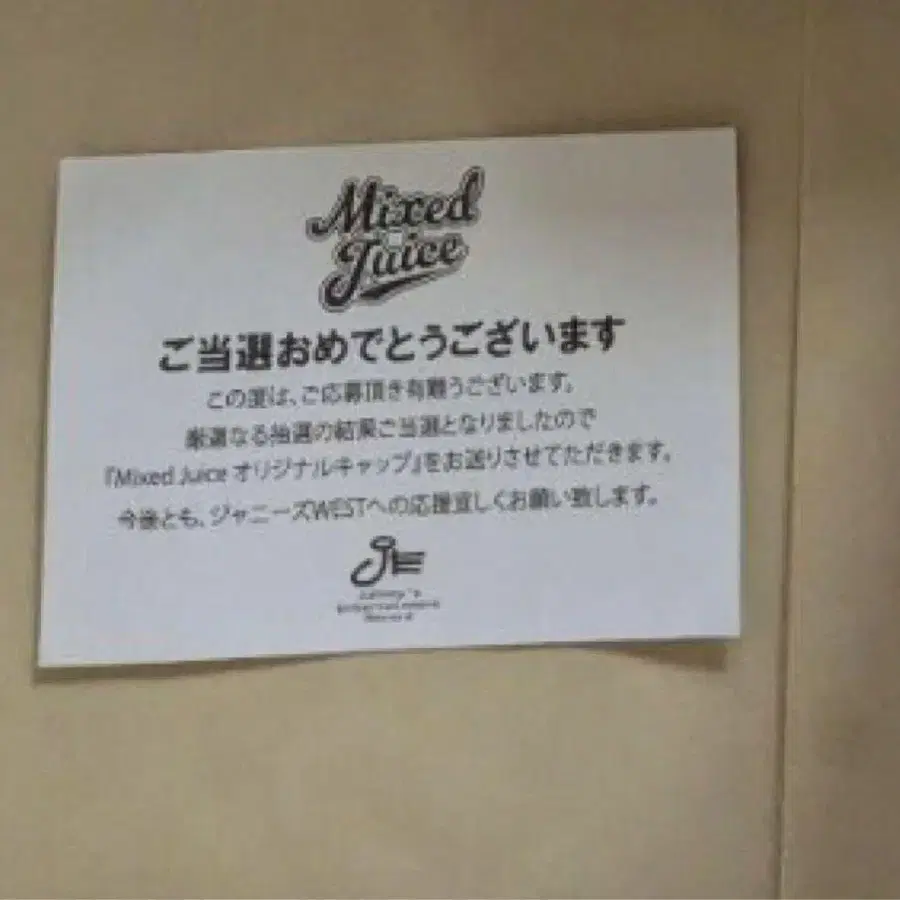 Mixed
Juice
ご当選おめでとうございます
この度は、ご応募頂き有難うございます。
厳選なる抽選の結果ご当選となりましたので
『Mixed Juice オリジナルキャップ』をお送りさせてただきます。
今後とも、ジャニーズWESTへの応援宜しくお願い致します。
Johnny's
Entertainment
Record